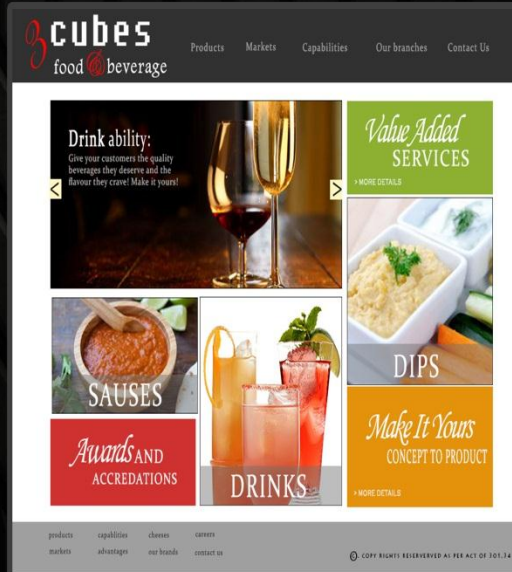 3cubes
food & beverage
Products Markets Capabilities Our branches Contact Us
Drink ability:
Give your customers the quality
beverages they deserve and the
flavour they crave! Make it yours!
< >
Value Added
SERVICES
> MORE DETAILS
DIPS
SAUSES
DRINKS
Awards AND
ACCREDATIONS
Make It Yours
CONCEPT TO PRODUCT
> MORE DETAILS
products capablities cheeses careers
markets advantages our brands contact us
©. COPY RIGHTS RESERVERVED AS PER ACT OF